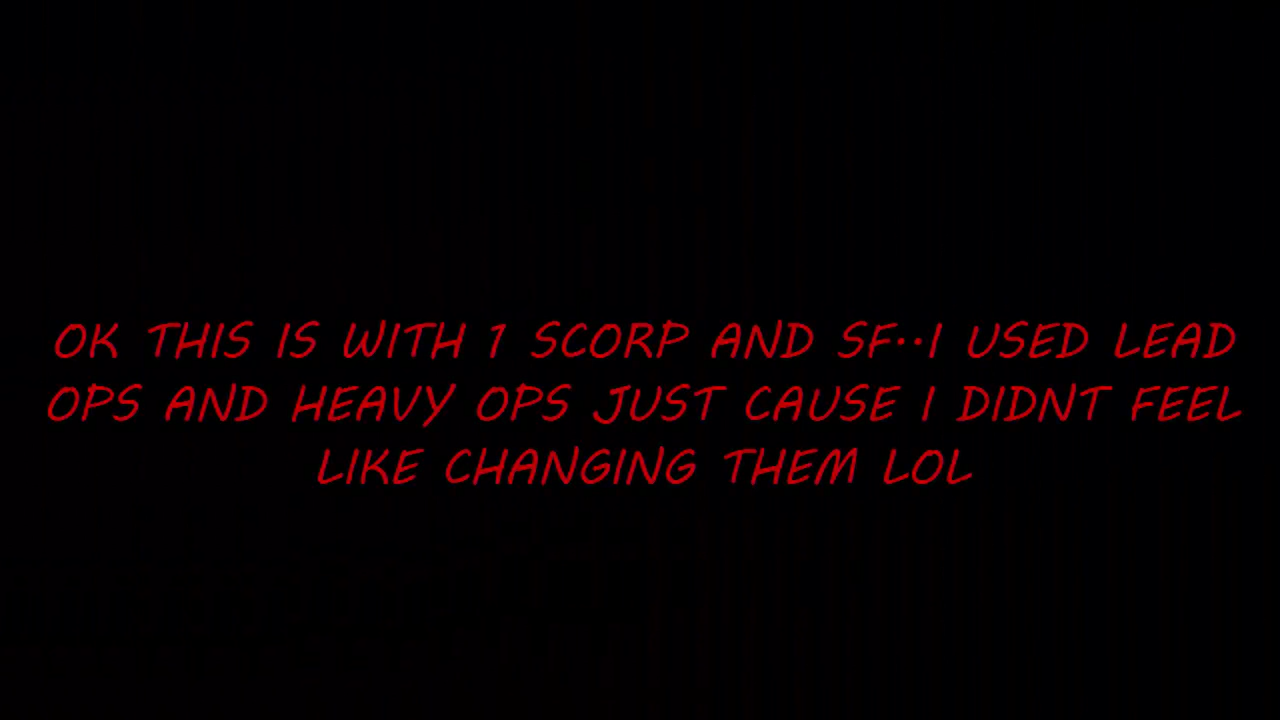 OK THIS IS WITH 1 SCORP AND SF..I USED LEAD
OPS AND HEAVY OPS JUST CAUSE I DIDNT FEEL
LIKE CHANGING THEM LOL